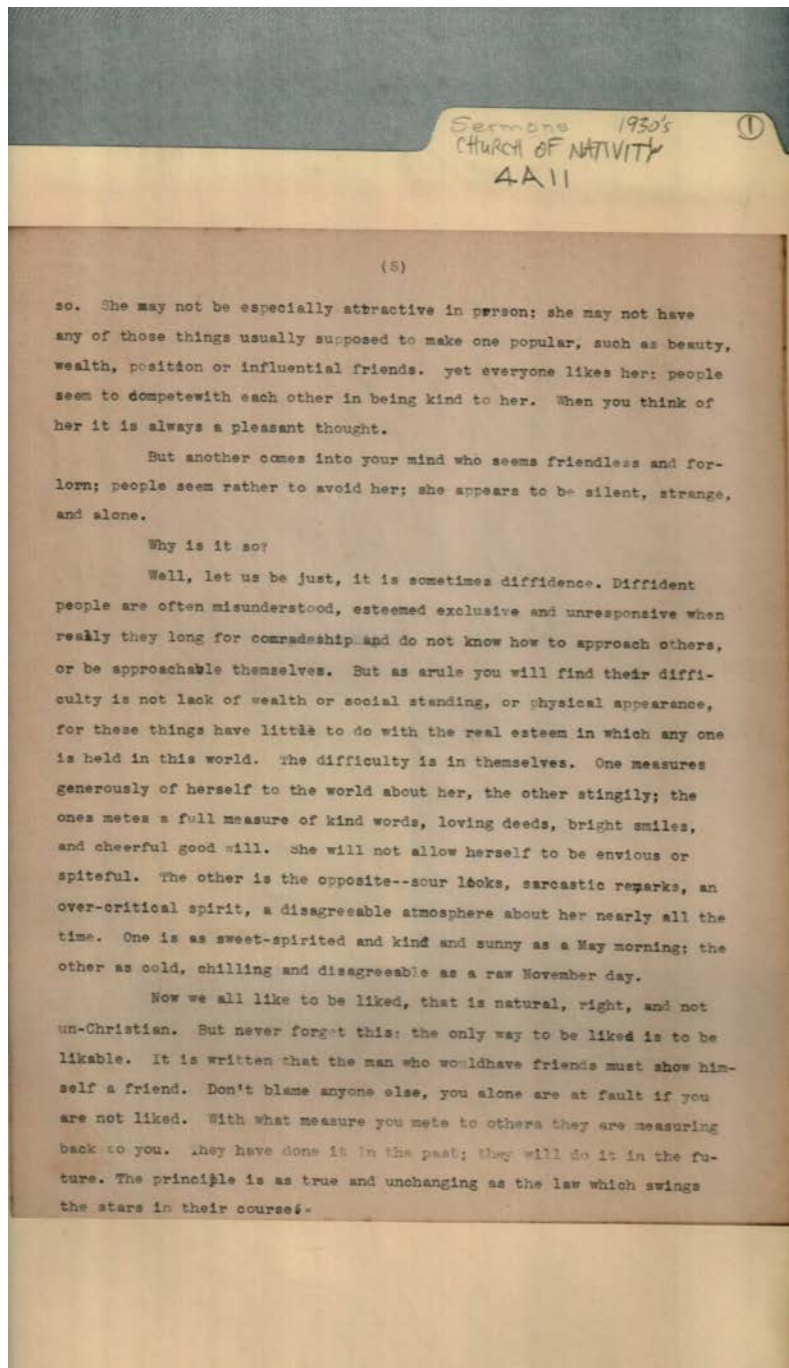 Sermons 1930's ①
CHURCH OF NATIVITY
4A11
(5)
so. She may not be especially attractive in person; she may not have
any of those things usually supposed to make one popular, such as beauty,
wealth, position or influential friends. yet everyone likes her: people
seem to dompetewith each other in being kind to her. When you think of
her it is always a pleasant thought.
But another comes into your mind who seems friendless and for-
lorn; people seem rather to avoid her; she appears to be silent, strange,
and alone.
Why is it so?
Well, let us be just, it is sometimes diffidence. Diffident
people are often misunderstood, esteemed exclusive and unresponsive when
really they long for comradeship and do not know how to approach others,
or be approachable themselves. But as arule you will find their diffi-
culty is not lack of wealth or social standing, or physical appearance,
for these things have little to do with the real esteem in which any one
is held in this world. The difficulty is in themselves. One measures
generously of herself to the world about her, the other stingily; the
ones metes a full measure of kind words, loving deeds, bright smiles,
and cheerful good will. She will not allow herself to be envious or
spiteful. The other is the opposite--sour looks, sarcastic remarks, an
over-critical spirit, a disagreeable atmosphere about her nearly all the
time. One is as sweet-spirited and kind and sunny as a May morning; the
other as cold, chilling and disagreeable as a raw November day.
Now we all like to be liked, that is natural, right, and not
un-Christian. But never forget this: the only way to be liked is to be
likable. It is written that the man who wouldhave friends must show him-
self a friend. Don't blame anyone else, you alone are at fault if you
are not liked. With what measure you mete to others they are measuring
back to you. They have done it in the past; they will do it in the fu-
ture. The principle is as true and unchanging as the law which swings
the stars in their courses.